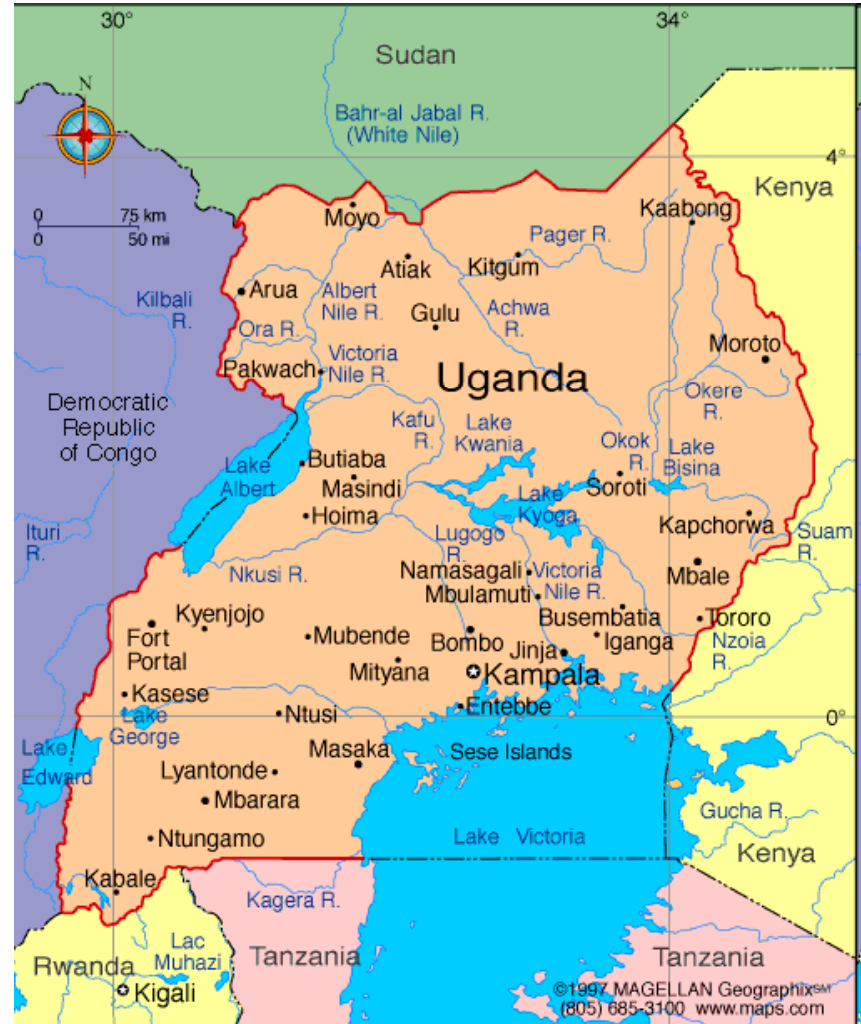 30°
34°
Sudan
N
Bahr-al Jabal R.
(White Nile)
4°
Kenya
0
75 km
0
50 mi
Moyo
Kaabong
Pager R.
Atiak
Kitgum
Arua
Albert
Nile R.
Achwa
R.
Kilbali
R.
Gulu
Ora R.
Moroto
Pakwach
Victoria
Nile R.
Uganda
Okere
R.
Democratic
Republic
of Congo
Kafu
R.
Lake
Kwania
Okok
R.
Lake
Bisina
Lake
Albert
Butiaba
Masindi
Soroti
Lake
Kyoga
Hoima
Kapchorwa
Ituri
R.
Lugogo
R.
Suam
R.
Nkusi R.
Namasagali
Victoria
Nile R.
Mbale
Mbulamuti
Kyenjojo
Busembatia
Tororo
Fort
Portal
Mubende
Bombo
Jinja
Iganga
Nzoia
R.
Mityana
Kampala
Kasese
Entebbe
Lake
George
Ntusi
0°
Lake
Edward
Masaka
Sese Islands
Lyantonde
Mbarara
Gucha R.
Ntungamo
Lake Victoria
Kenya
Kabale
Kagera R.
Lac
Muhazi
Rwanda
Tanzania
Tanzania
Kigali
©1997 MAGELLAN Geographix℠
(805) 685-3100 www.maps.com